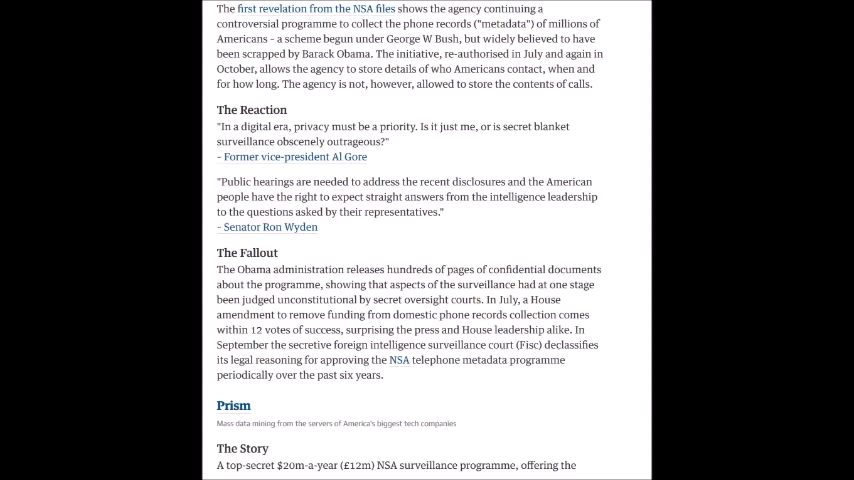 The first revelation from the NSA files shows the agency continuing a
controversial programme to collect the phone records ("metadata") of millions of
Americans – a scheme begun under George W Bush, but widely believed to have
been scrapped by Barack Obama. The initiative, re-authorised in July and again in
October, allows the agency to store details of who Americans contact, when and
for how long. The agency is not, however, allowed to store the contents of calls.
The Reaction
"In a digital era, privacy must be a priority. Is it just me, or is secret blanket
surveillance obscenely outrageous?"
– Former vice-president Al Gore
"Public hearings are needed to address the recent disclosures and the American
people have the right to expect straight answers from the intelligence leadership
to the questions asked by their representatives."
– Senator Ron Wyden
The Fallout
The Obama administration releases hundreds of pages of confidential documents
about the programme, showing that aspects of the surveillance had at one stage
been judged unconstitutional by secret oversight courts. In July, a House
amendment to remove funding from domestic phone records collection comes
within 12 votes of success, surprising the press and House leadership alike. In
September the secretive foreign intelligence surveillance court (Fisc) declassifies
its legal reasoning for approving the NSA telephone metadata programme
periodically over the past six years.
Prism
Mass data mining from the servers of America's biggest tech companies
The Story
A top-secret $20m-a-year (£12m) NSA surveillance programme, offering the